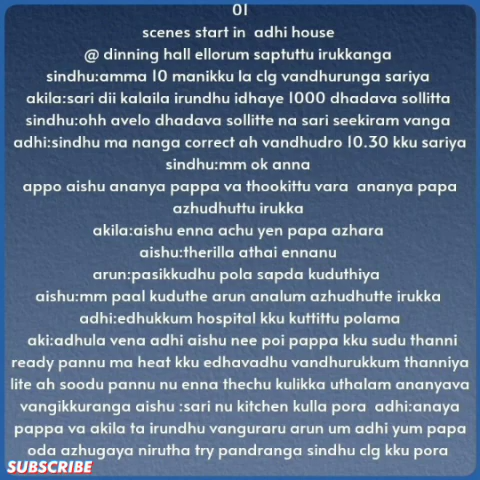 01
scenes start in adhi house
@ dinning hall ellorum saptuttu irukkanga
sindhu:amma 10 manikku la clg vandhurunga sariya
akila:sari dii kalaila irundhu idhaye 1000 dhadava sollitta
sindhu:ohh avelo dhadava sollitte na sari seekiram vanga
adhi:sindhu ma nanga correct ah vandhudro 10.30 kku sariya
sindhu:mm ok anna
appo aishu ananya pappa va thookittu vara ananya papa
azhudhuttu irukka
akila:aishu enna achu yen papa azhara
aishu:therilla athai ennanu
arun:pasikkudhu pola sapda kuduthiya
aishu:mm paal kuduthe arun analum azhudhutte irukka
adhi:edhukkum hospital kku kuttittu polama
aki:adhula vena adhi aishu nee poi pappa kku sudu thanni
ready pannu ma heat kku edhavadhu vandhurukkum thanniya
lite ah soodu pannu nu enna thechu kulikka uthalam ananyava
vangikkuranga aishu :sari nu kitchen kulla pora adhi:anaya
pappa va akila ta irundhu vanguraru arun um adhi yum papa
oda azhugaya nirutha try pandranga sindhu clg kku pora
SUBSCRIBE